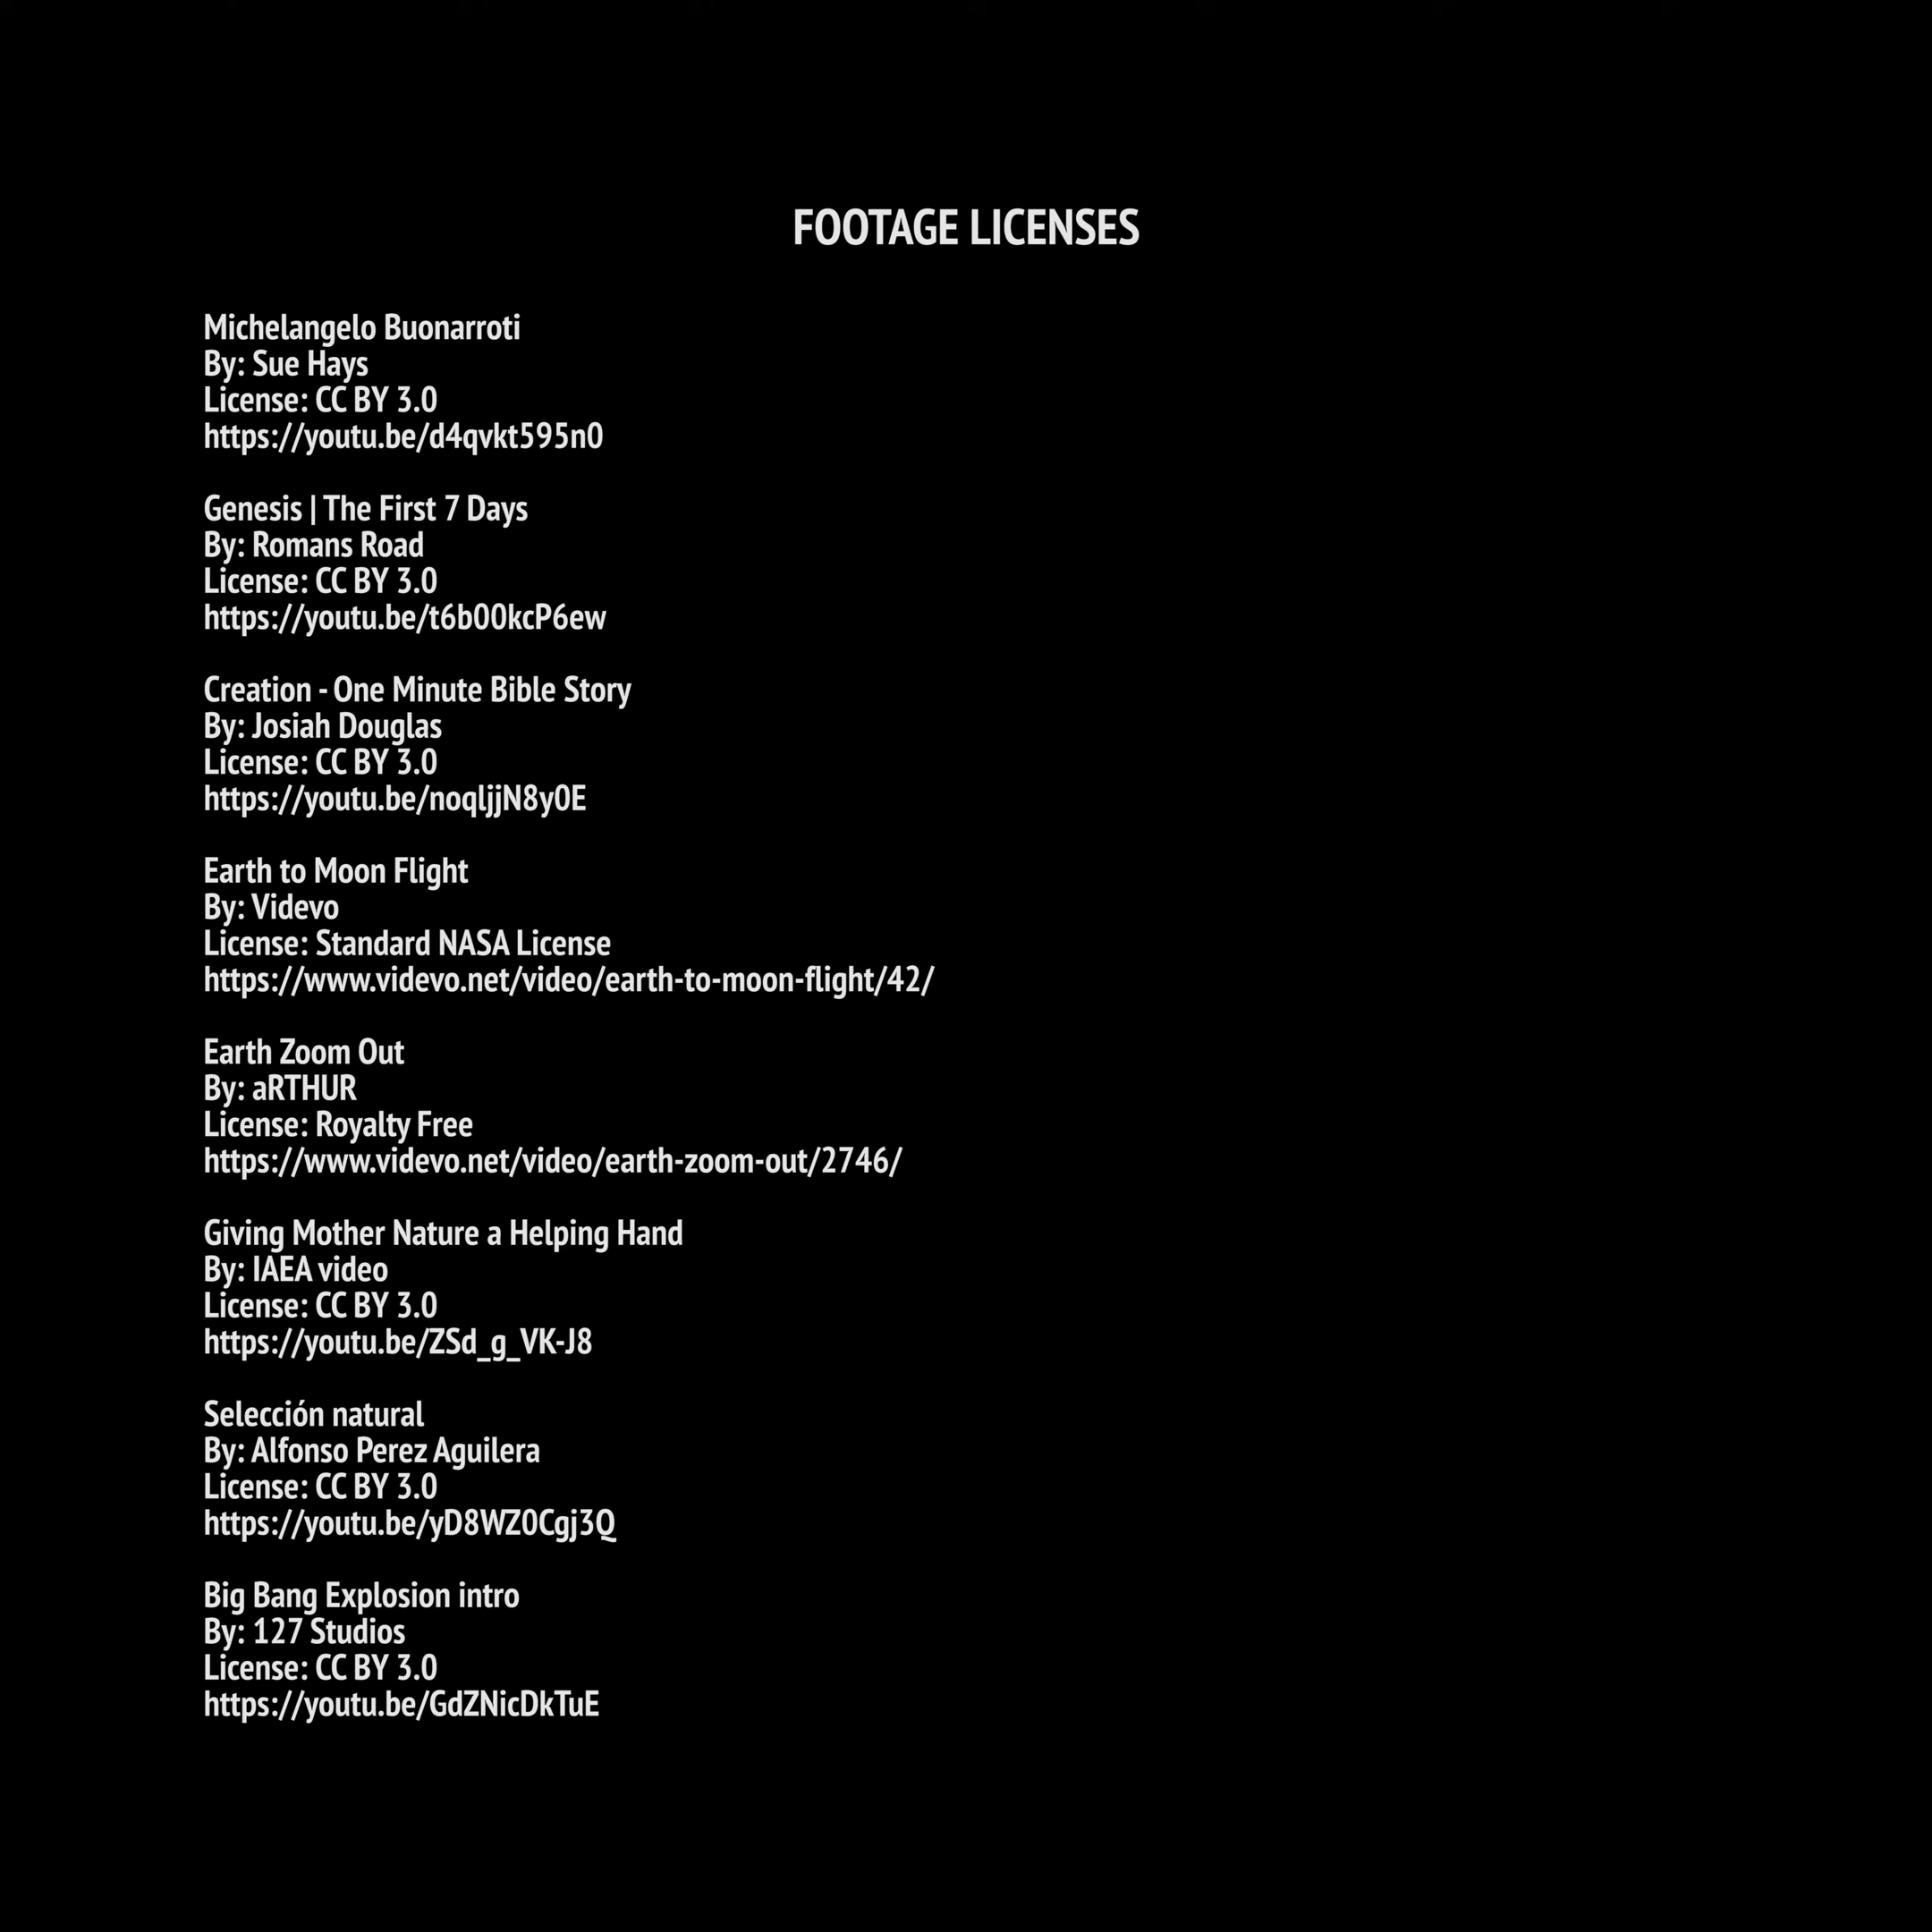 FOOTAGE LICENSES
Michelangelo Buonarroti
By: Sue Hays
License: CC BY 3.0
https://youtu.be/d4qvkt595n0
Genesis | The First 7 Days
By: Romans Road
License: CC BY 3.0
https://youtu.be/t6b00kcP6ew
Creation - One Minute Bible Story
By: Josiah Douglas
License: CC BY 3.0
https://youtu.be/noqljjN8y0E
Earth to Moon Flight
By: Videvo
License: Standard NASA License
https://www.videvo.net/video/earth-to-moon-flight/42/
Earth Zoom Out
By: aRTHUR
License: Royalty Free
https://www.videvo.net/video/earth-zoom-out/2746/
Giving Mother Nature a Helping Hand
By: IAEA video
License: CC BY 3.0
https://youtu.be/ZSd_g_VK-J8
Selección natural
By: Alfonso Perez Aguilera
License: CC BY 3.0
https://youtu.be/yD8WZ0Cgj3Q
Big Bang Explosion intro
By: 127 Studios
License: CC BY 3.0
https://youtu.be/GdZNicDkTuE